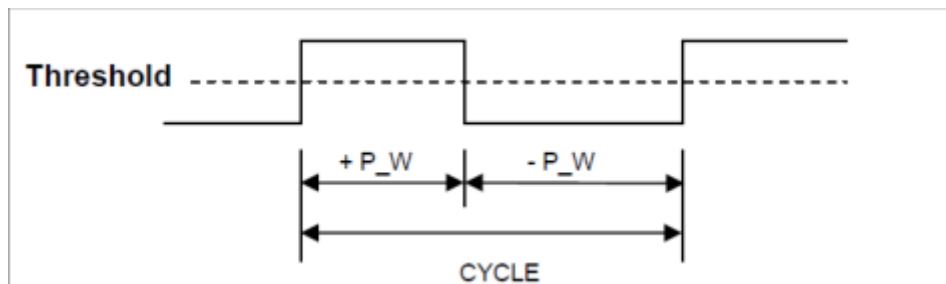 Threshold
+ P_W - P_W
CYCLE